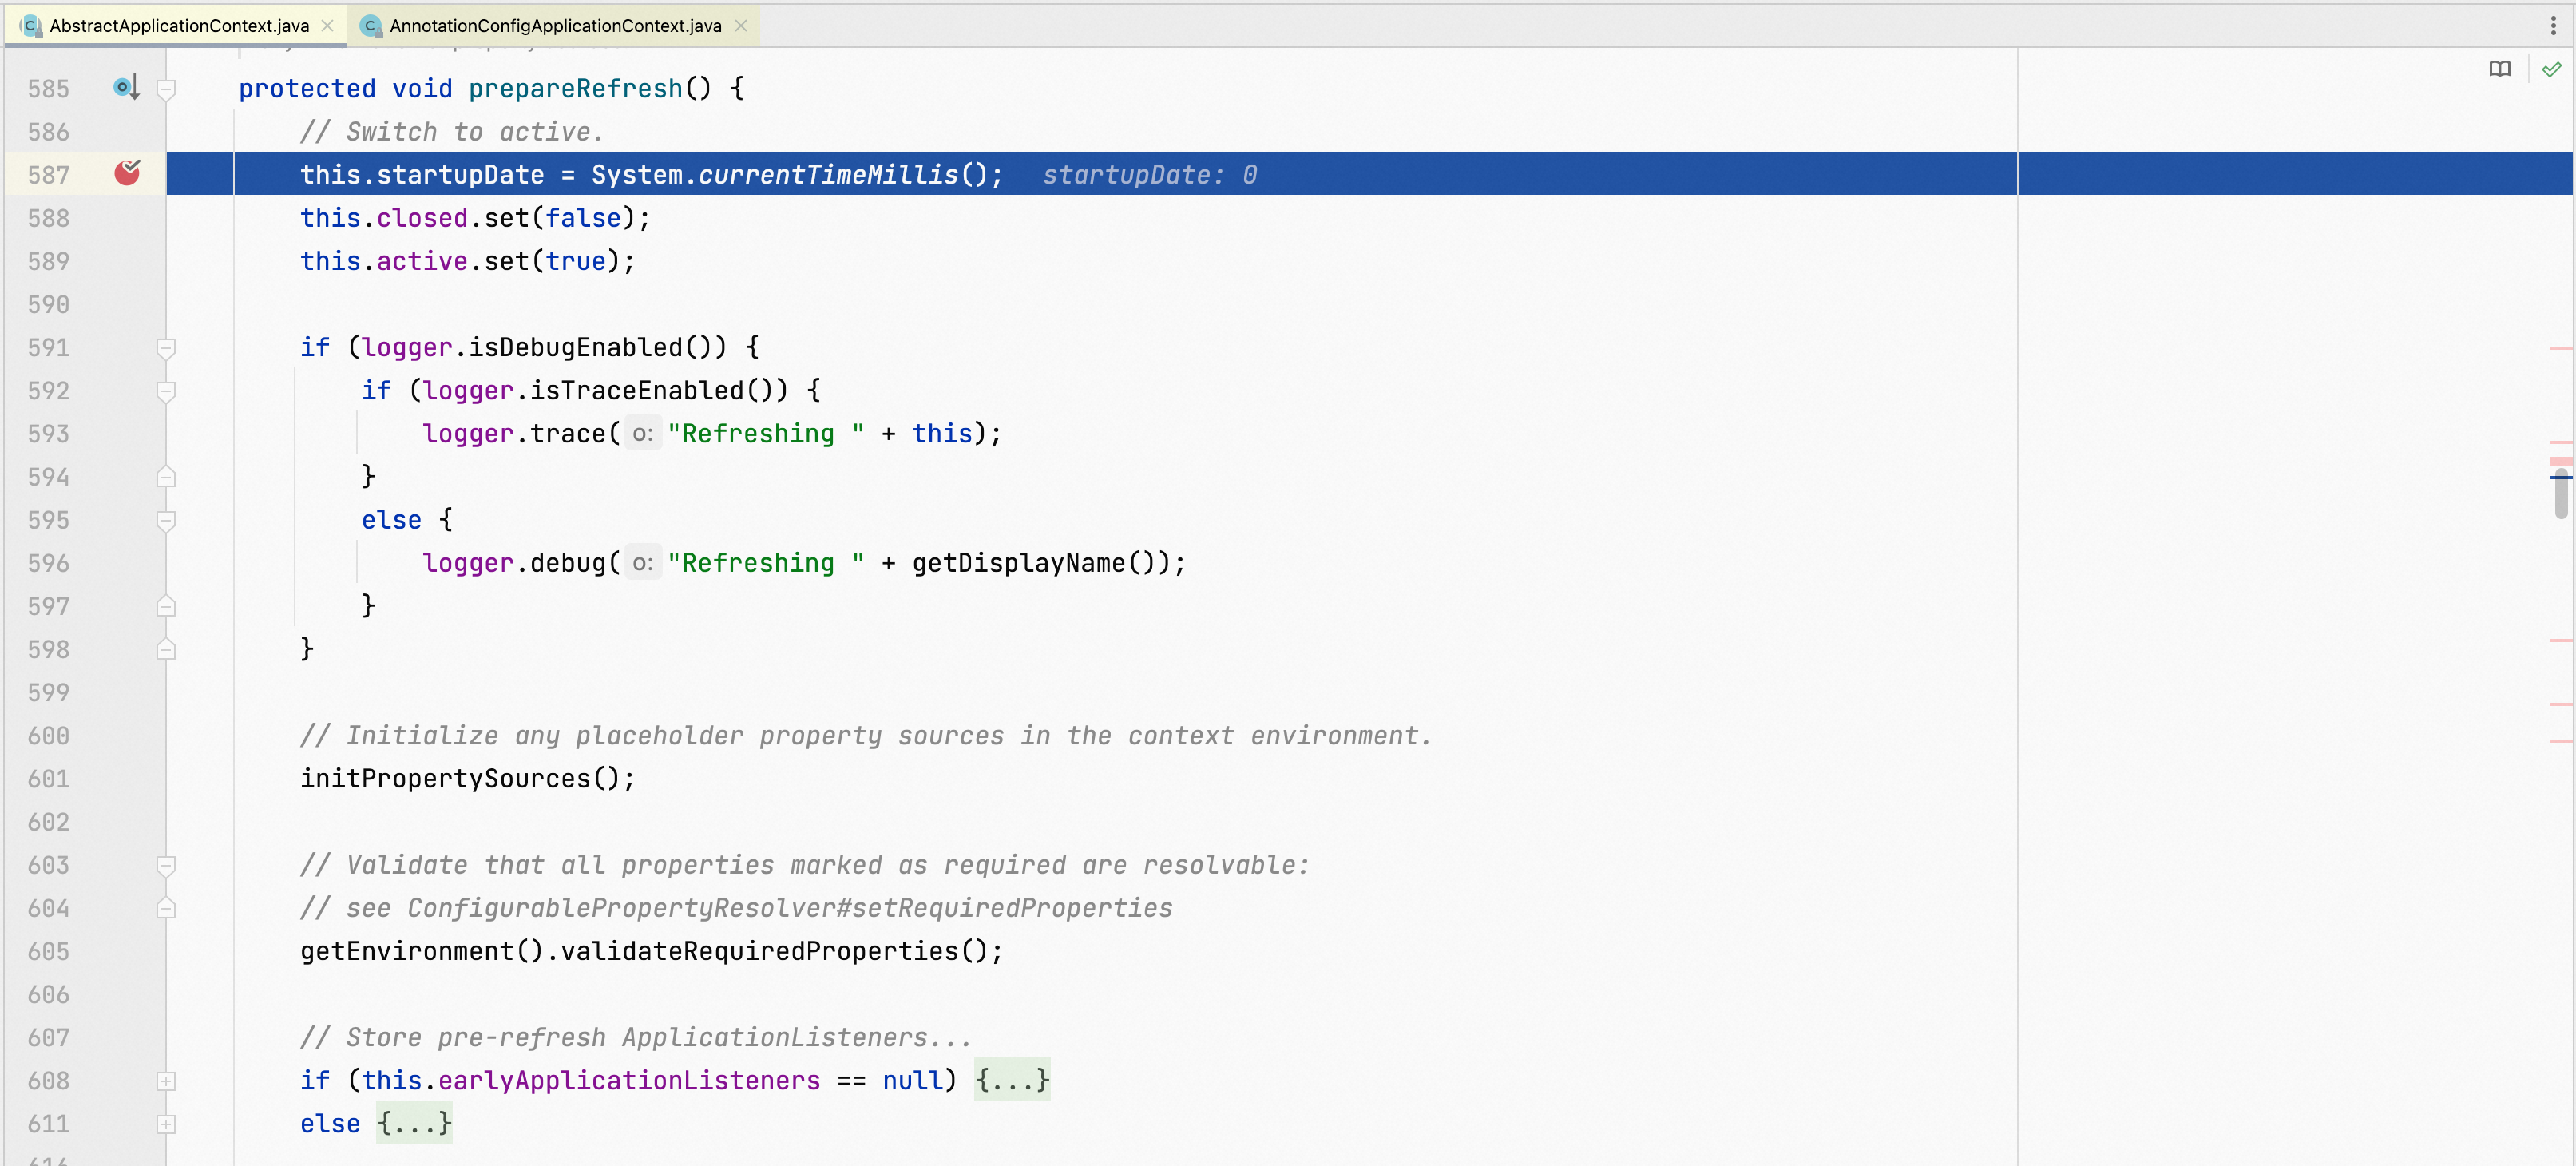 AbstractApplicationContext.java AnnotationConfigApplicationContext.java
585 protected void prepareRefresh() {
586 // Switch to active.
587 this.startupDate = System.currentTimeMillis(); startupDate: 0
588 this.closed.set(false);
589 this.active.set(true);
590
591 if (logger.isDebugEnabled()) {
592 if (logger.isTraceEnabled()) {
593 logger.trace( o: "Refreshing " + this);
594 }
595 else {
596 logger.debug( o: "Refreshing " + getDisplayName());
597 }
598 }
599
600 // Initialize any placeholder property sources in the context environment.
601 initPropertySources();
602
603 // Validate that all properties marked as required are resolvable:
604 // see ConfigurablePropertyResolver#setRequiredProperties
605 getEnvironment().validateRequiredProperties();
606
607 // Store pre-refresh ApplicationListeners...
608 if (this.earlyApplicationListeners == null) {...}
611 else {...}